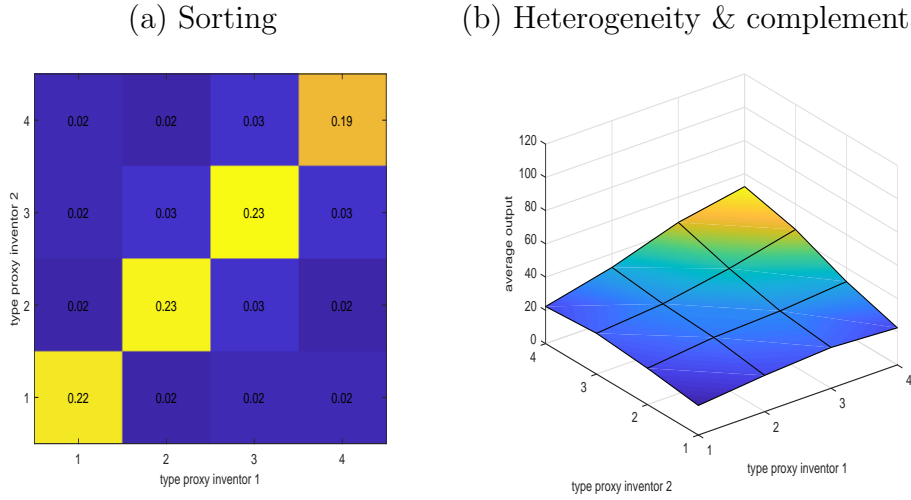 (a) Sorting
(b) Heterogeneity & complement
type proxy inventor 2
4
3
2
1
0.02 0.02 0.03 0.19
0.02 0.03 0.23 0.03
0.02 0.23 0.03 0.02
0.22 0.02 0.02 0.02
1 2 3 4
type proxy inventor 1
average output
120
100
80
60
40
20
0
4
3
2
1
type proxy inventor 2
1
2
3
4
type proxy inventor 1